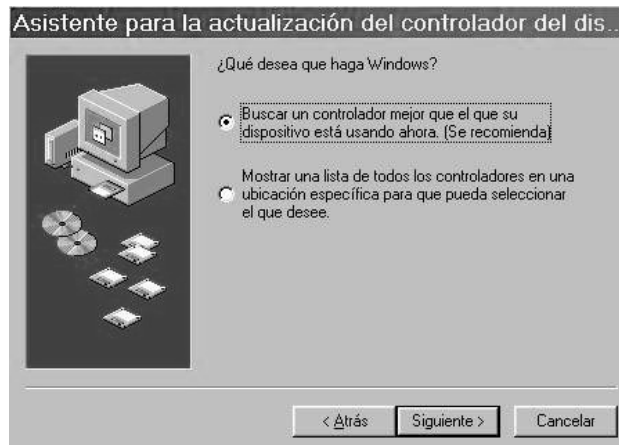 Asistente para la actualización del controlador del dis..
¿Qué desea que haga Windows?
Buscar un controlador mejor que el que su
dispositivo está usando ahora. (Se recomienda)
Mostrar una lista de todos los controladores en una
ubicación específica para que pueda seleccionar
el que desee.
< Atrás
Siguiente >
Cancelar